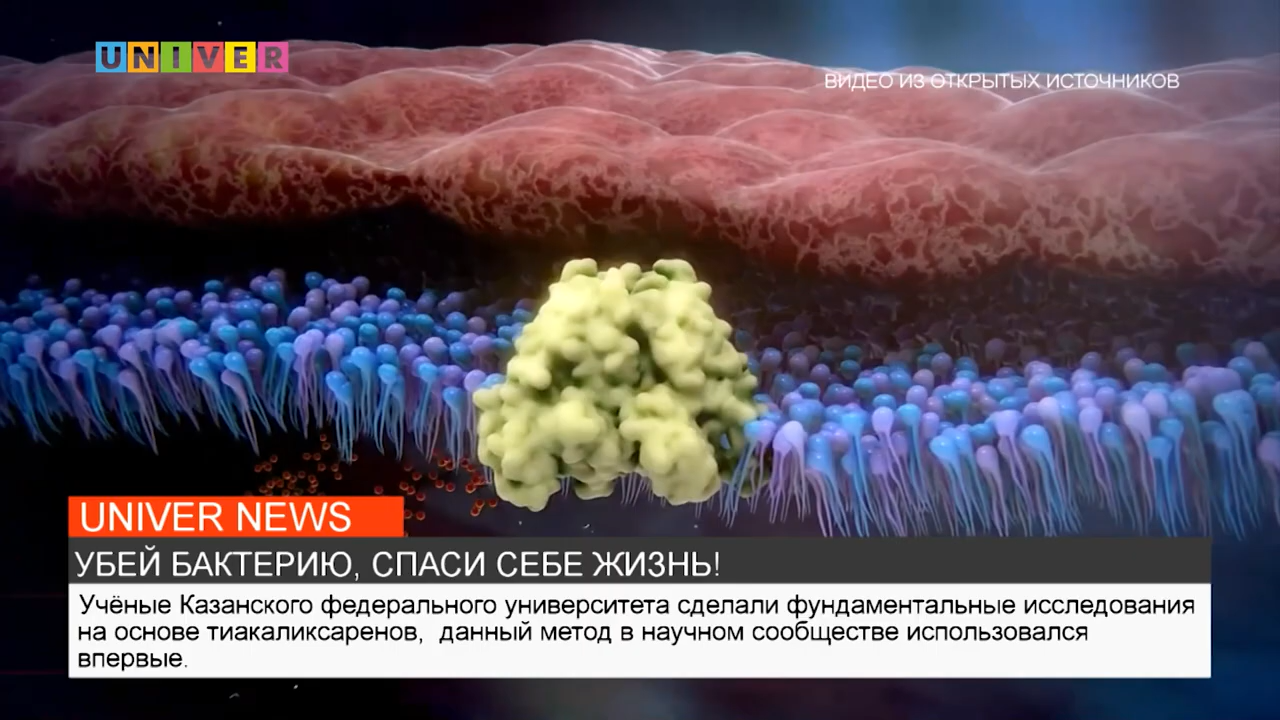 UNIVER
ВИДЕО ИЗ ОТКРЫТЫХ ИСТОЧНИКОВ
UNIVER NEWS
УБЕЙ БАКТЕРИЮ, СПАСИ СЕБЕ ЖИЗНЬ!
Учёные Казанского федерального университета сделали фундаментальные исследования
на основе тиакаликсаренов, данный метод в научном сообществе использовался
впервые.